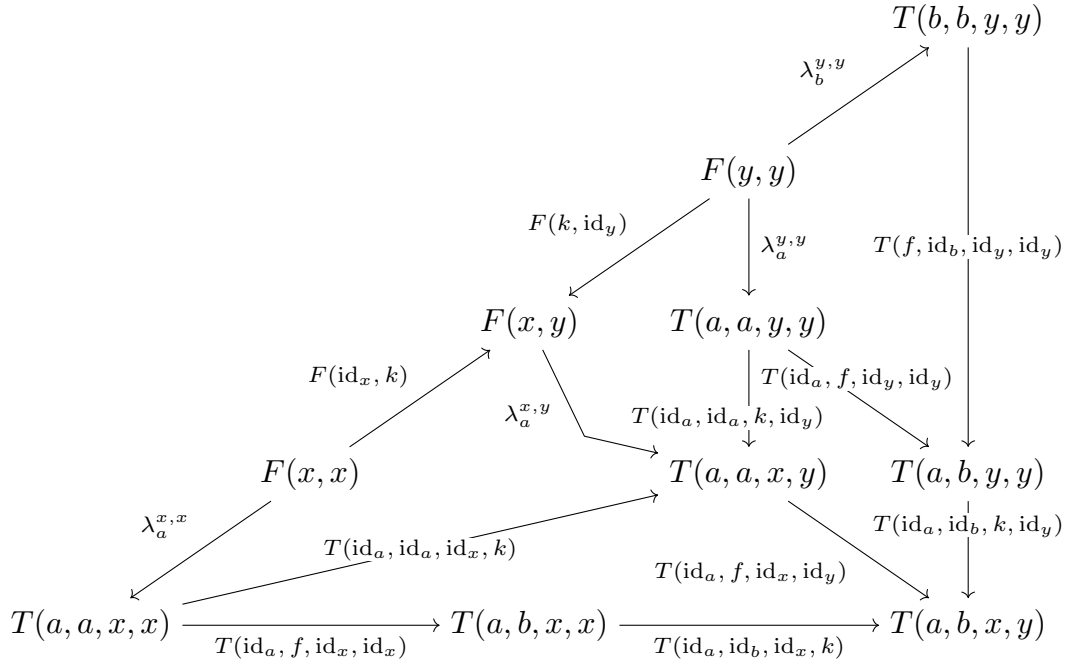 T(b, b, y, y)
λ_b^{y,y}
F(y, y)
F(k, id_y)
λ_a^{y,y}
T(f, id_b, id_y, id_y)
F(x, y)
T(a, a, y, y)
F(id_x, k)
T(id_a, f, id_y, id_y)
λ_a^{x,y}
T(id_a, id_a, k, id_y)
F(x, x)
T(a, a, x, y)
T(a, b, y, y)
λ_a^{x,x}
T(id_a, id_b, k, id_y)
T(id_a, id_a, id_x, k)
T(id_a, f, id_x, id_y)
T(a, a, x, x)
T(a, b, x, x)
T(a, b, x, y)
T(id_a, f, id_x, id_x)
T(id_a, id_b, id_x, k)